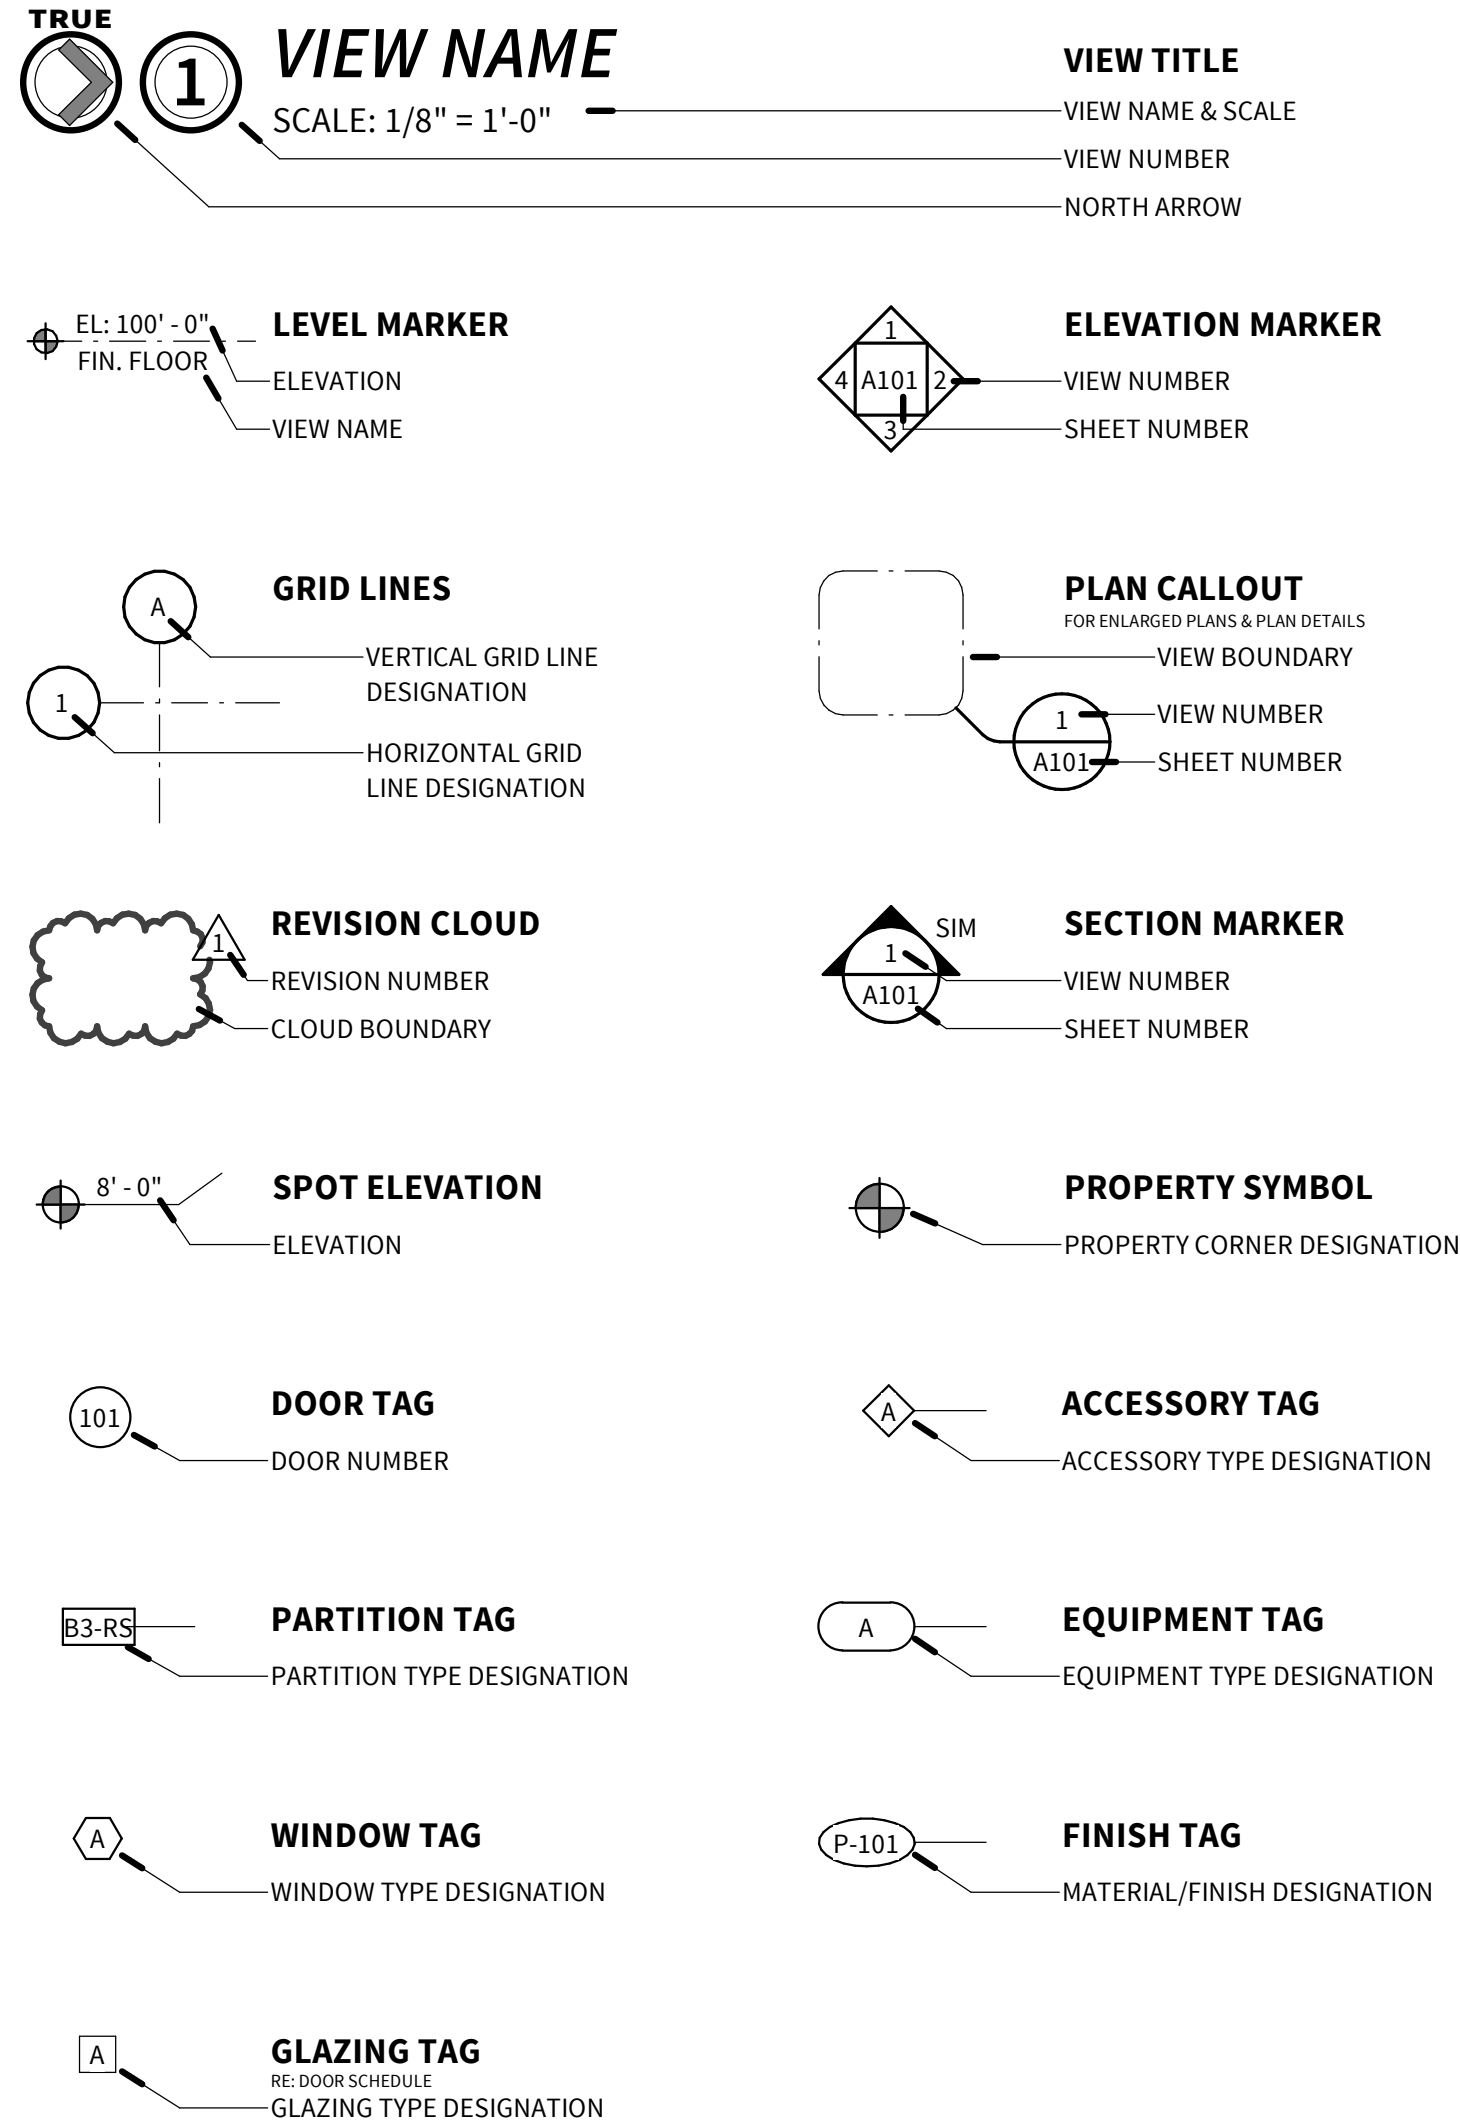 TRUE
1
VIEW NAME
SCALE: 1/8" = 1'-0"
VIEW TITLE
VIEW NAME & SCALE
VIEW NUMBER
NORTH ARROW
EL: 100' - 0"
FIN. FLOOR
LEVEL MARKER
ELEVATION
VIEW NAME
1
4 A101 2
3
ELEVATION MARKER
VIEW NUMBER
SHEET NUMBER
A
1
GRID LINES
VERTICAL GRID LINE
DESIGNATION
HORIZONTAL GRID
LINE DESIGNATION
PLAN CALLOUT
FOR ENLARGED PLANS & PLAN DETAILS
VIEW BOUNDARY
1
VIEW NUMBER
A101
SHEET NUMBER
1
REVISION CLOUD
REVISION NUMBER
CLOUD BOUNDARY
SIM
1
A101
SECTION MARKER
VIEW NUMBER
SHEET NUMBER
8' - 0"
SPOT ELEVATION
ELEVATION
PROPERTY SYMBOL
PROPERTY CORNER DESIGNATION
101
DOOR TAG
DOOR NUMBER
A
ACCESSORY TAG
ACCESSORY TYPE DESIGNATION
B3-RS
PARTITION TAG
PARTITION TYPE DESIGNATION
A
EQUIPMENT TAG
EQUIPMENT TYPE DESIGNATION
A
WINDOW TAG
WINDOW TYPE DESIGNATION
P-101
FINISH TAG
MATERIAL/FINISH DESIGNATION
A
GLAZING TAG
RE: DOOR SCHEDULE
GLAZING TYPE DESIGNATION